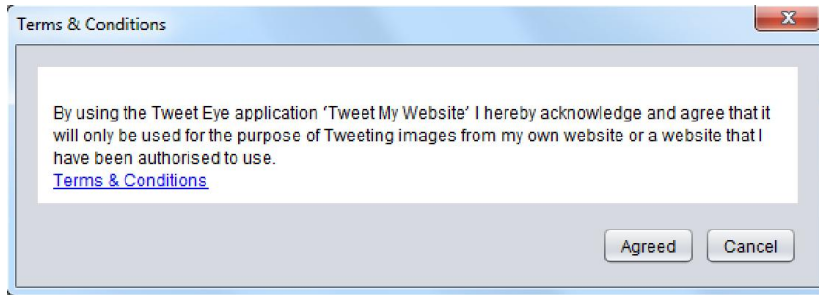 Terms & Conditions
By using the Tweet Eye application 'Tweet My Website' I hereby acknowledge and agree that it
will only be used for the purpose of Tweeting images from my own website or a website that I
have been authorised to use.
Terms & Conditions
Agreed Cancel